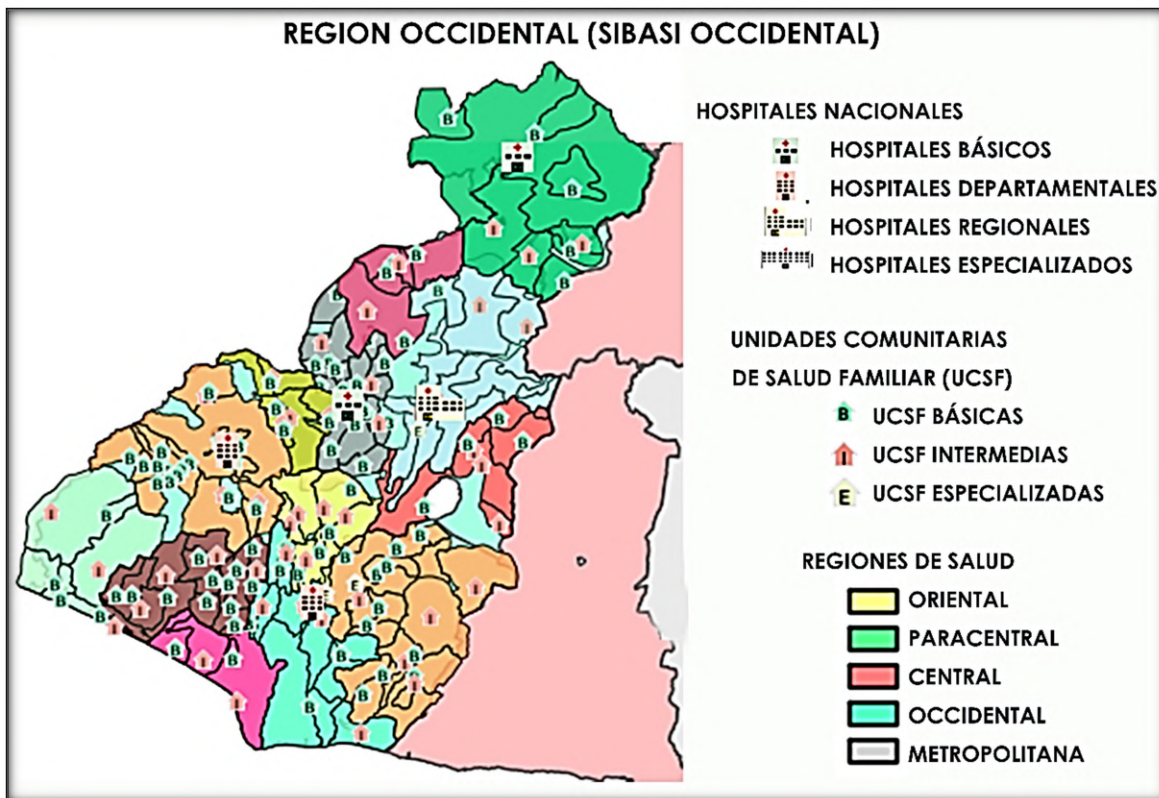 REGION OCCIDENTAL (SIBASI OCCIDENTAL)
HOSPITALES NACIONALES
HOSPITALES BÁSICOS
HOSPITALES DEPARTAMENTALES
HOSPITALES REGIONALES
HOSPITALES ESPECIALIZADOS
UNIDADES COMUNITARIAS
DE SALUD FAMILIAR (UCSF)
B UCSF BÁSICAS
I UCSF INTERMEDIAS
E UCSF ESPECIALIZADAS
REGIONES DE SALUD
ORIENTAL
PARACENTRAL
CENTRAL
OCCIDENTAL
METROPOLITANA